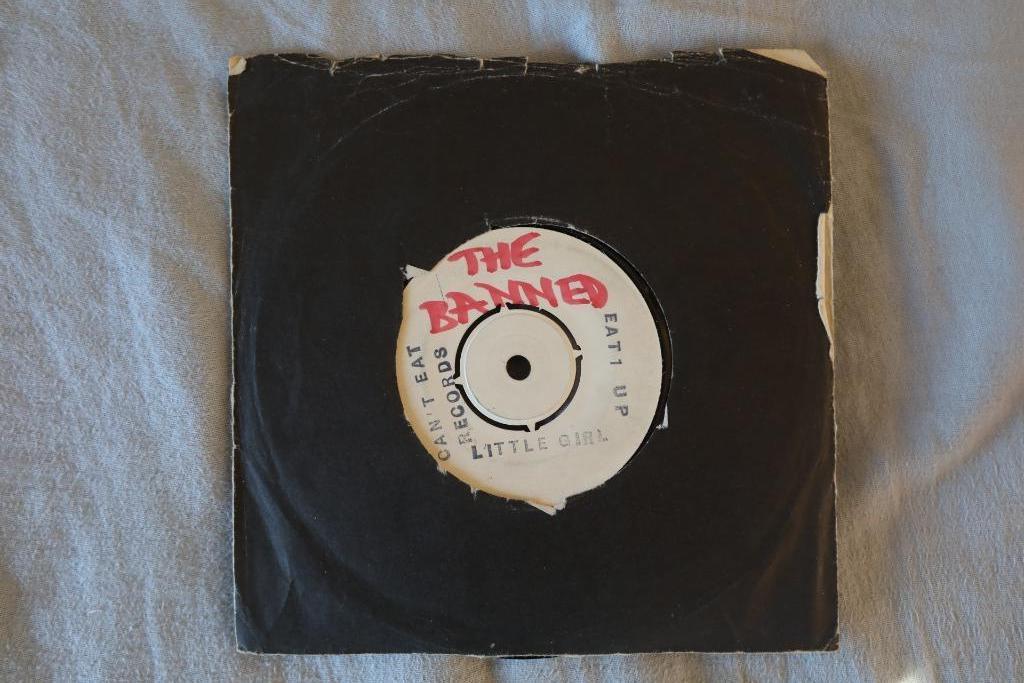 THE
BANNED
CAN'T EAT
RECORDS
EAT1 UP
LITTLE GIRL